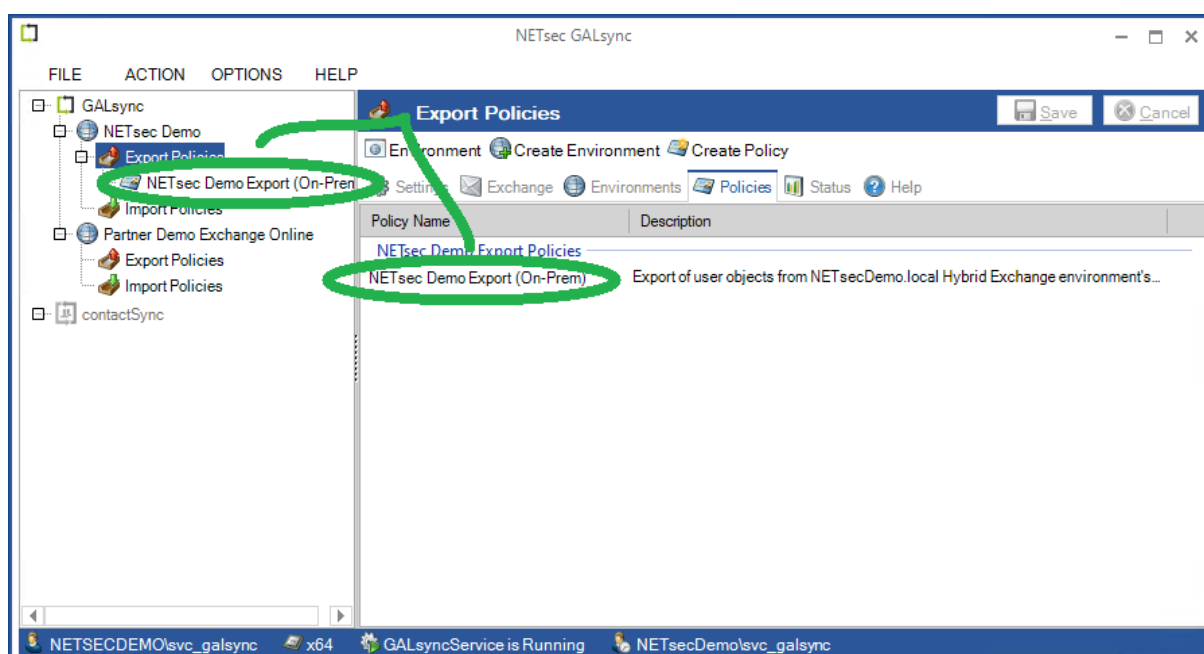 NETsec GALsync
FILE ACTION OPTIONS HELP
GALsync
NETsec Demo
Export Policies
NETsec Demo Export (On-Prem
Import Policies
Partner Demo Exchange Online
Export Policies
Import Policies
contactSync
Export Policies
Save Cancel
Environment Create Environment Create Policy
Settings Exchange Environments Policies Status Help
Policy Name Description
NETsec Demo Export Policies
NETsec Demo Export (On-Prem) Export of user objects from NETsecDemo.local Hybrid Exchange environment's...
NETSECDEMO\svc_galsync x64 GALsyncService is Running NETsecDemo\svc_galsync